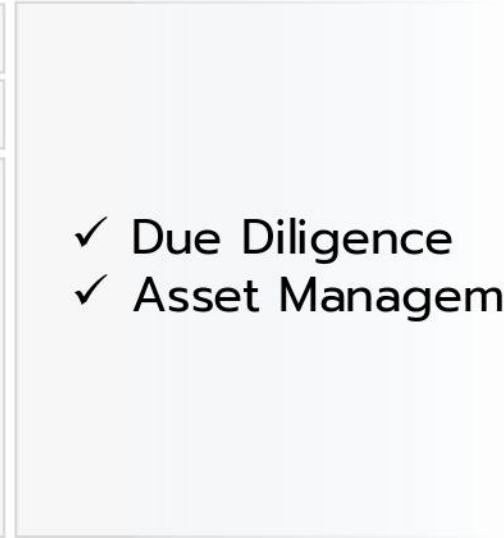 ✓ Due Diligence
✓ Asset Managem